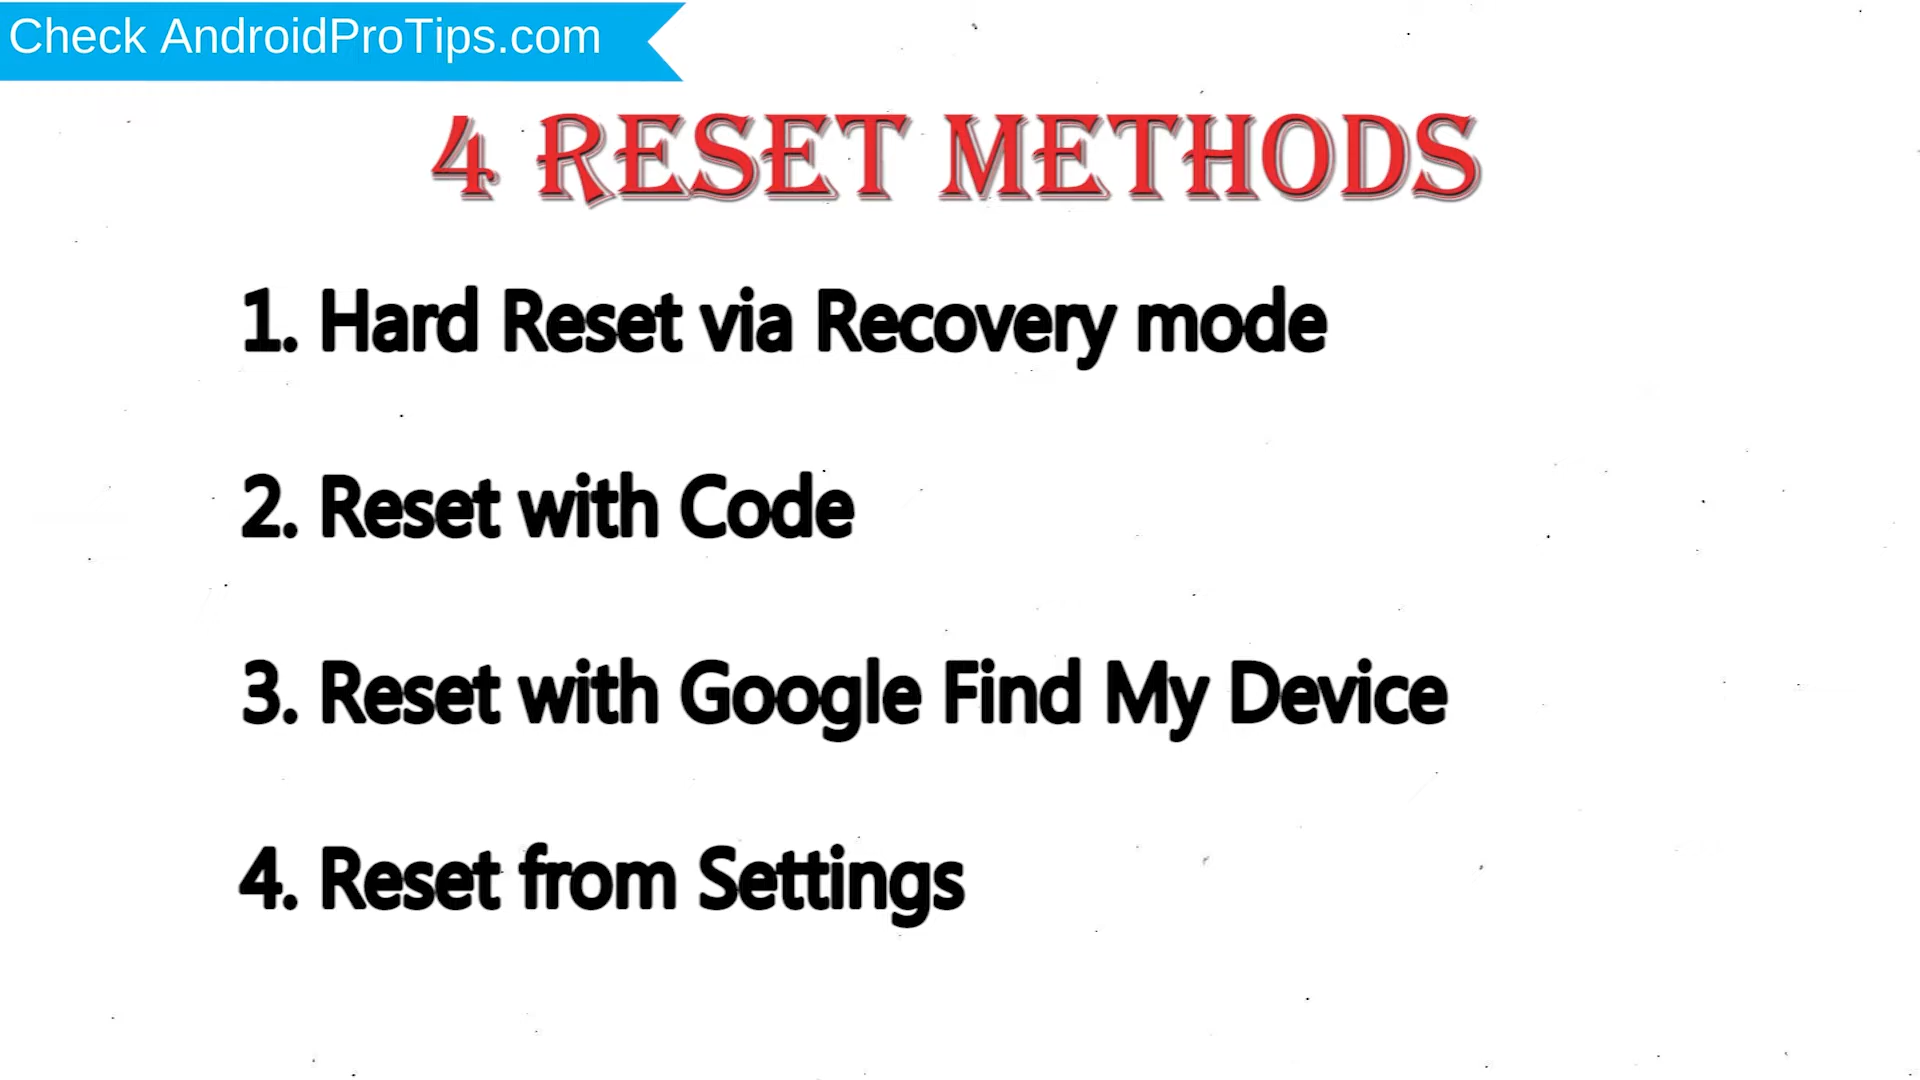 Check AndroidProTips.com
4 RESET METHODS
1. Hard Reset via Recovery mode
2. Reset with Code
3. Reset with Google Find My Device
4. Reset from Settings